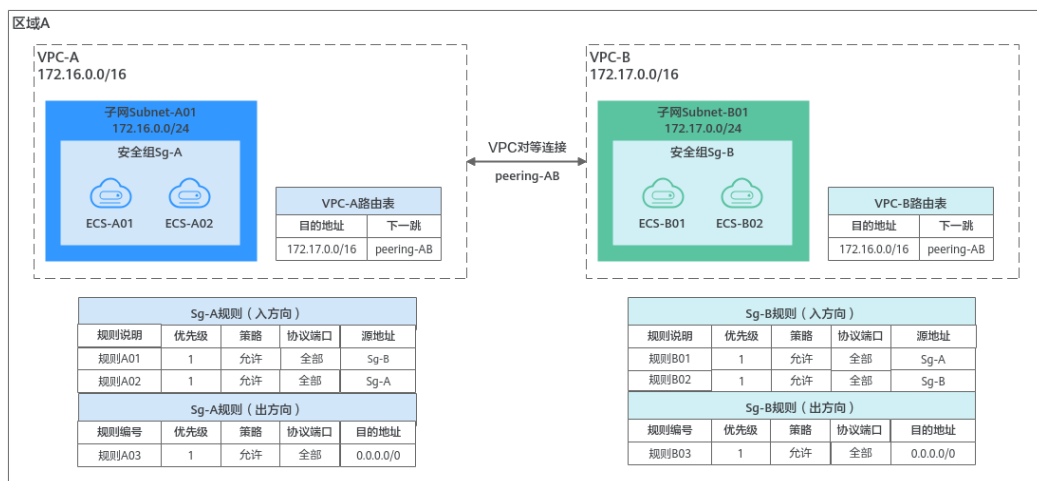 区域A
VPC-A
172.16.0.0/16
子网Subnet-A01
172.16.0.0/24
安全组Sg-A
ECS-A01 ECS-A02
VPC-A路由表
目的地址 下一跳
172.17.0.0/16 peering-AB
VPC对等连接
peering-AB
VPC-B
172.17.0.0/16
子网Subnet-B01
172.17.0.0/24
安全组Sg-B
ECS-B01 ECS-B02
VPC-B路由表
目的地址 下一跳
172.16.0.0/16 peering-AB
Sg-A规则（入方向）
规则说明 优先级 策略 协议端口 源地址
规则A01 1 允许 全部 Sg-B
规则A02 1 允许 全部 Sg-A
Sg-A规则（出方向）
规则编号 优先级 策略 协议端口 目的地址
规则A03 1 允许 全部 0.0.0.0/0
Sg-B规则（入方向）
规则说明 优先级 策略 协议端口 源地址
规则B01 1 允许 全部 Sg-A
规则B02 1 允许 全部 Sg-B
Sg-B规则（出方向）
规则编号 优先级 策略 协议端口 目的地址
规则B03 1 允许 全部 0.0.0.0/0